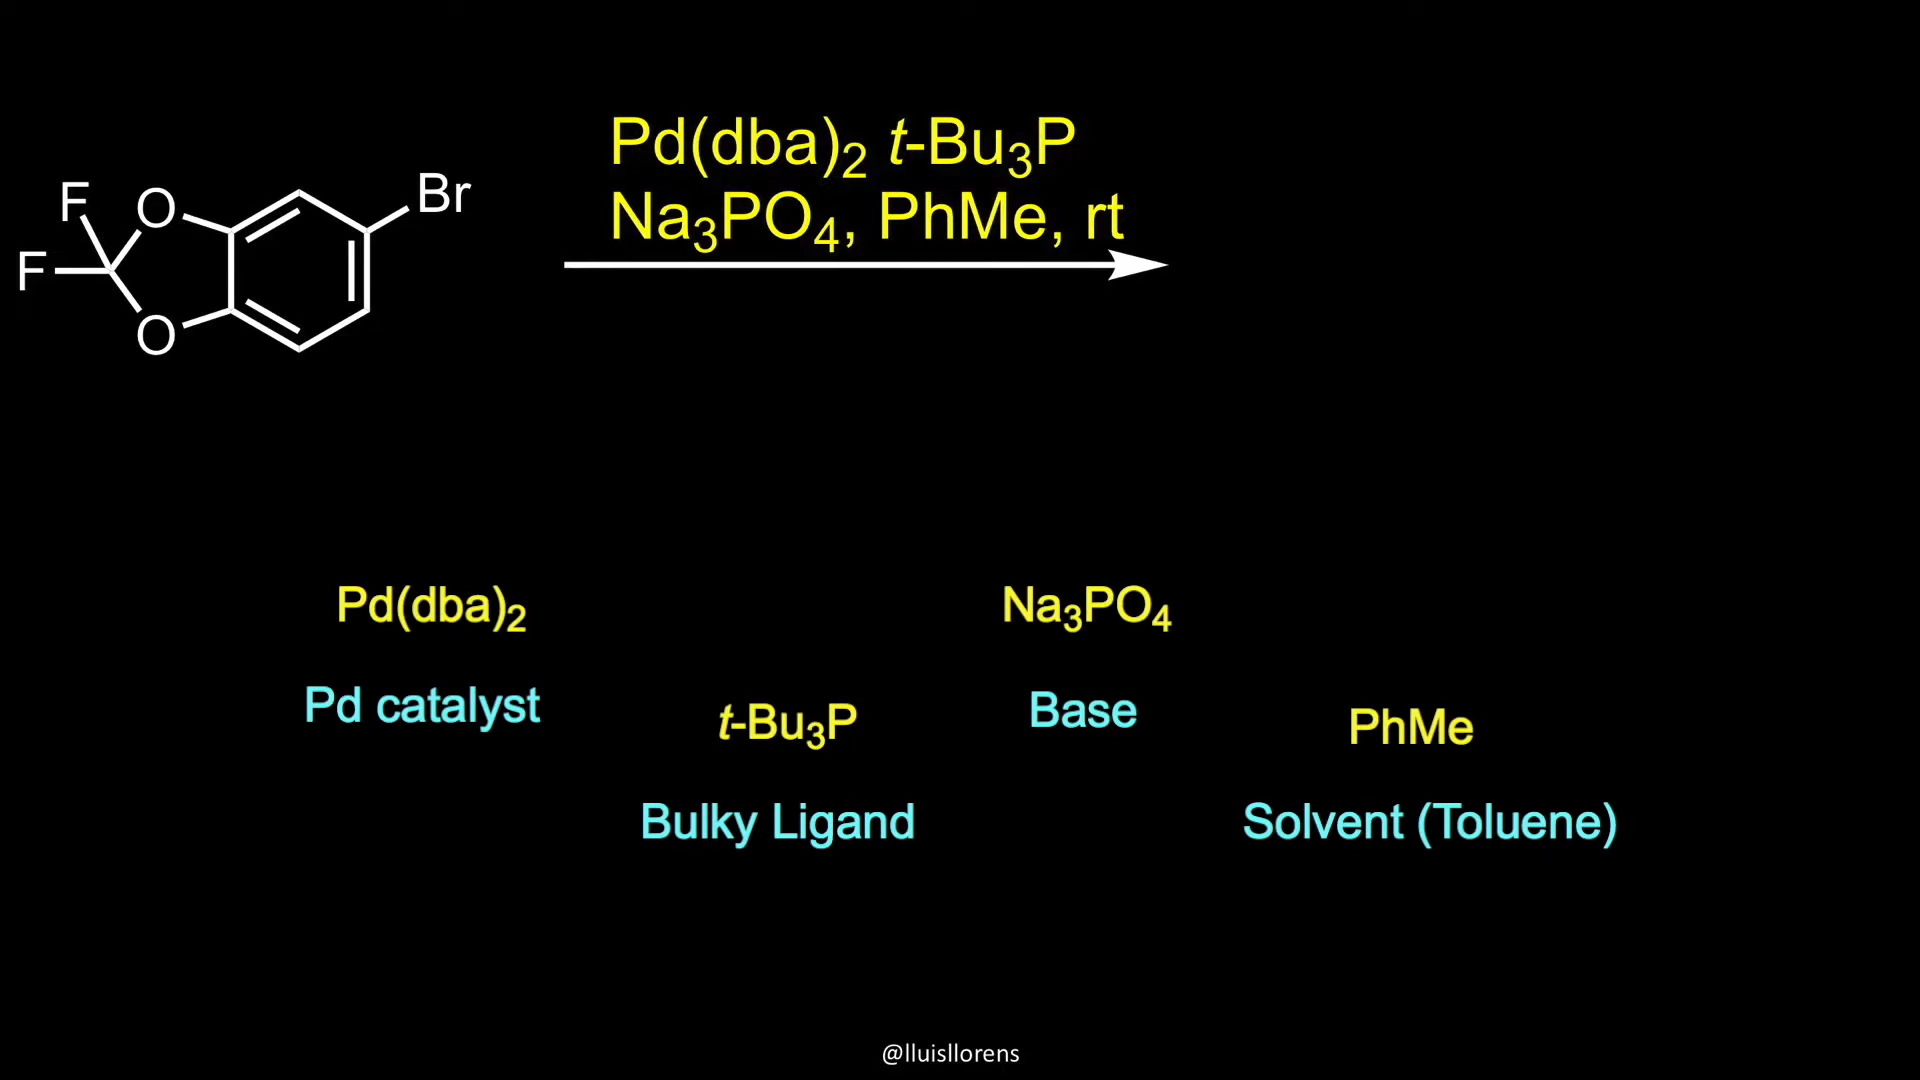 Pd(dba)₂ t-Bu₃P
Na₃PO₄, PhMe, rt
F
O
Br
F
O
Pd(dba)₂
Pd catalyst
t-Bu₃P
Bulky Ligand
Na₃PO₄
Base
PhMe
Solvent (Toluene)
@lluisllorens